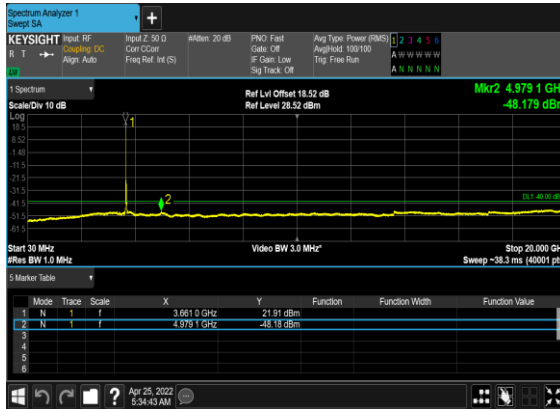 Spectrum Analyzer 1
Swept SA
+
KEYSIGHT
R T
Input: RF
Coupling: DC
Align: Auto
Input Z: 50 Ω
Corr CCorr
Freq Ref: Int (S)
#Atten: 20 dB
PNO: Fast
Gate: Off
IF Gain: Low
Sig Track: Off
Avg Type: Power (RMS)
Avg|Hold: 100/100
Trig: Free Run
1 2 3 4 5 6
A W W W W W
A N N N N N
1 Spectrum
Scale/Div 10 dB
Ref Lvl Offset 18.52 dB
Ref Level 28.52 dBm
Mkr2 4.979 1 GHz
-48.179 dBm
Log
18.5
8.52
-1.48
-11.5
-21.5
-31.5
-41.5
-51.5
-61.5
1
2
DL1 -40.00 dB
Start 30 MHz
#Res BW 1.0 MHz
Video BW 3.0 MHz*
Stop 20.000 GHz
Sweep ~38.3 ms (40001 pts
5 Marker Table
Mode Trace Scale X Y Function Function Width Function Value
1 N 1 f 3.661 0 GHz 21.91 dBm
2 N 1 f 4.979 1 GHz -48.18 dBm
3
4
5
6
?
Apr 25, 2022
5:34:43 AM